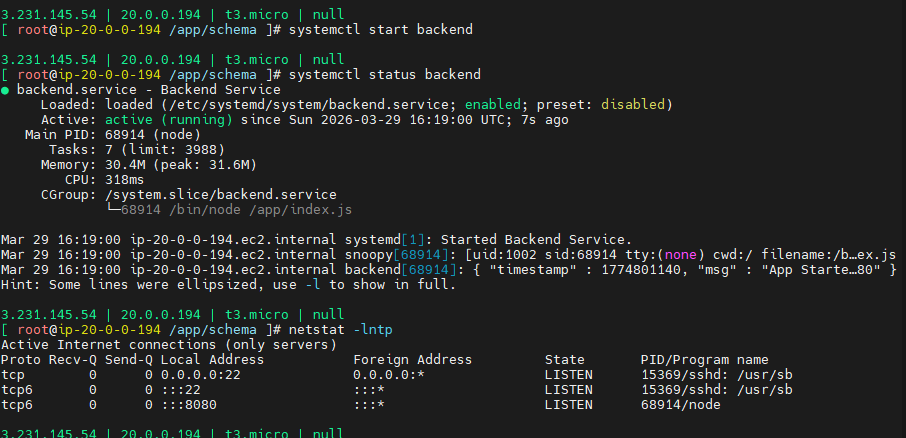 3.231.145.54 | 20.0.0.194 | t3.micro | null
[ root@ip-20-0-0-194 /app/schema ]# systemctl start backend
3.231.145.54 | 20.0.0.194 | t3.micro | null
[ root@ip-20-0-0-194 /app/schema ]# systemctl status backend
● backend.service - Backend Service
Loaded: loaded (/etc/systemd/system/backend.service; enabled; preset: disabled)
Active: active (running) since Sun 2026-03-29 16:19:00 UTC; 7s ago
Main PID: 68914 (node)
Tasks: 7 (limit: 3988)
Memory: 30.4M (peak: 31.6M)
CPU: 318ms
CGroup: /system.slice/backend.service
└─68914 /bin/node /app/index.js
Mar 29 16:19:00 ip-20-0-0-194.ec2.internal systemd[1]: Started Backend Service.
Mar 29 16:19:00 ip-20-0-0-194.ec2.internal snoopy[68914]: [uid:1002 sid:68914 tty:(none) cwd:/ filename:/b…ex.js
Mar 29 16:19:00 ip-20-0-0-194.ec2.internal backend[68914]: { "timestamp" : 1774801140, "msg" : "App Starte…80" }
Hint: Some lines were ellipsized, use -l to show in full.
3.231.145.54 | 20.0.0.194 | t3.micro | null
[ root@ip-20-0-0-194 /app/schema ]# netstat -lntp
Active Internet connections (only servers)
Proto Recv-Q Send-Q Local Address Foreign Address State PID/Program name
tcp 0 0 0.0.0.0:22 0.0.0.0:* LISTEN 15369/sshd: /usr/sb
tcp6 0 0 :::22 :::* LISTEN 15369/sshd: /usr/sb
tcp6 0 0 :::8080 :::* LISTEN 68914/node
3.231.145.54 | 20.0.0.194 | t3.micro | null